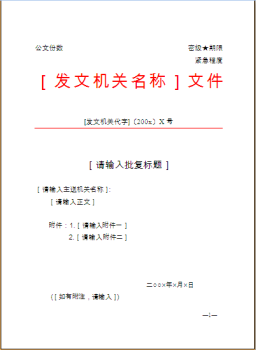 公文份数 密级★期限
紧急程度
[ 发文机关名称 ] 文件
[发文机关代字]〔200x〕X 号
[ 请输入批复标题 ]
[ 请输入主送机关名称 ]:
[ 请输入正文 ]
附件：1. [ 请输入附件一 ]
2. [ 请输入附件二 ]
二○○×年×月×日
([ 如有附注，请输入 ])
—1—